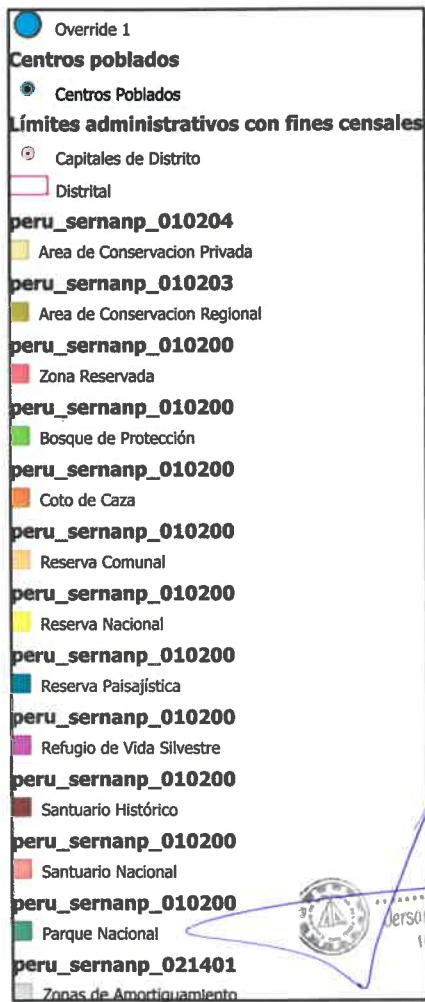 Override 1
Centros poblados
Centros Poblados
Límites administrativos con fines censales
Capitales de Distrito
Distrital
peru_sernanp_010204
Area de Conservacion Privada
peru_sernanp_010203
Area de Conservacion Regional
peru_sernanp_010200
Zona Reservada
peru_sernanp_010200
Bosque de Protección
peru_sernanp_010200
Coto de Caza
peru_sernanp_010200
Reserva Comunal
peru_sernanp_010200
Reserva Nacional
peru_sernanp_010200
Reserva Paisajística
peru_sernanp_010200
Refugio de Vida Silvestre
peru_sernanp_010200
Santuario Histórico
peru_sernanp_010200
Santuario Nacional
peru_sernanp_010200
Parque Nacional
peru_sernanp_021401
Zonas de Amortiguamiento